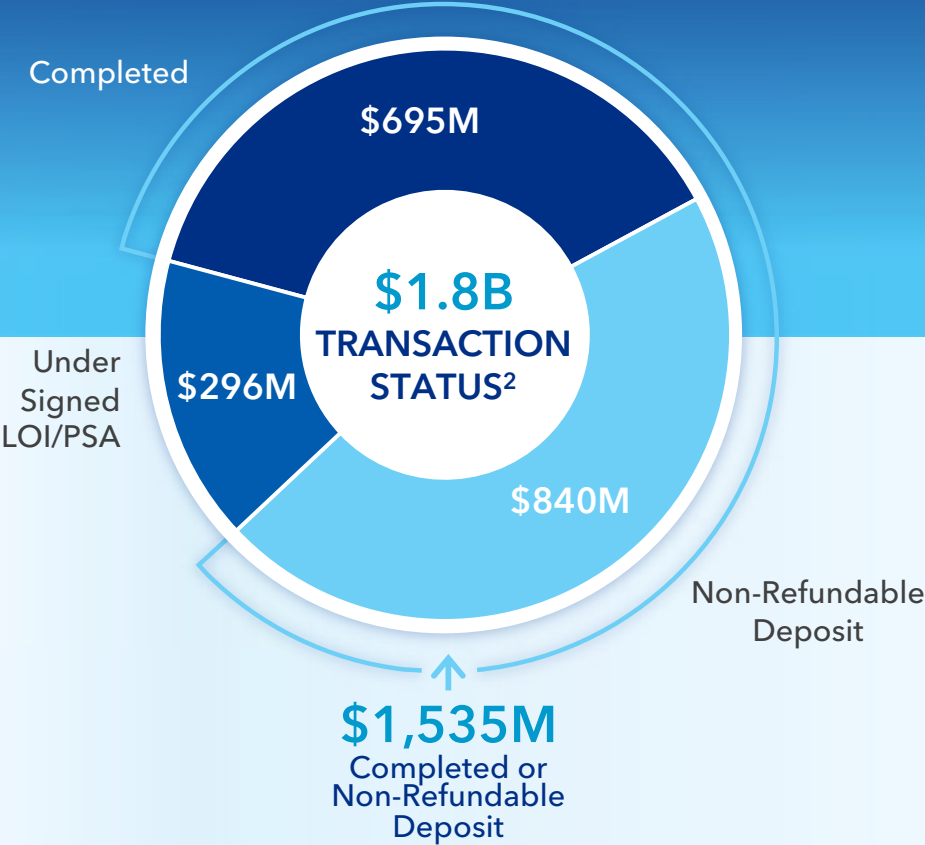 Completed
$695M
$1.8B
TRANSACTION
STATUS²
Under
Signed
LOI/PSA
$296M
$840M
Non-Refundable
Deposit
$1,535M
Completed or
Non-Refundable
Deposit